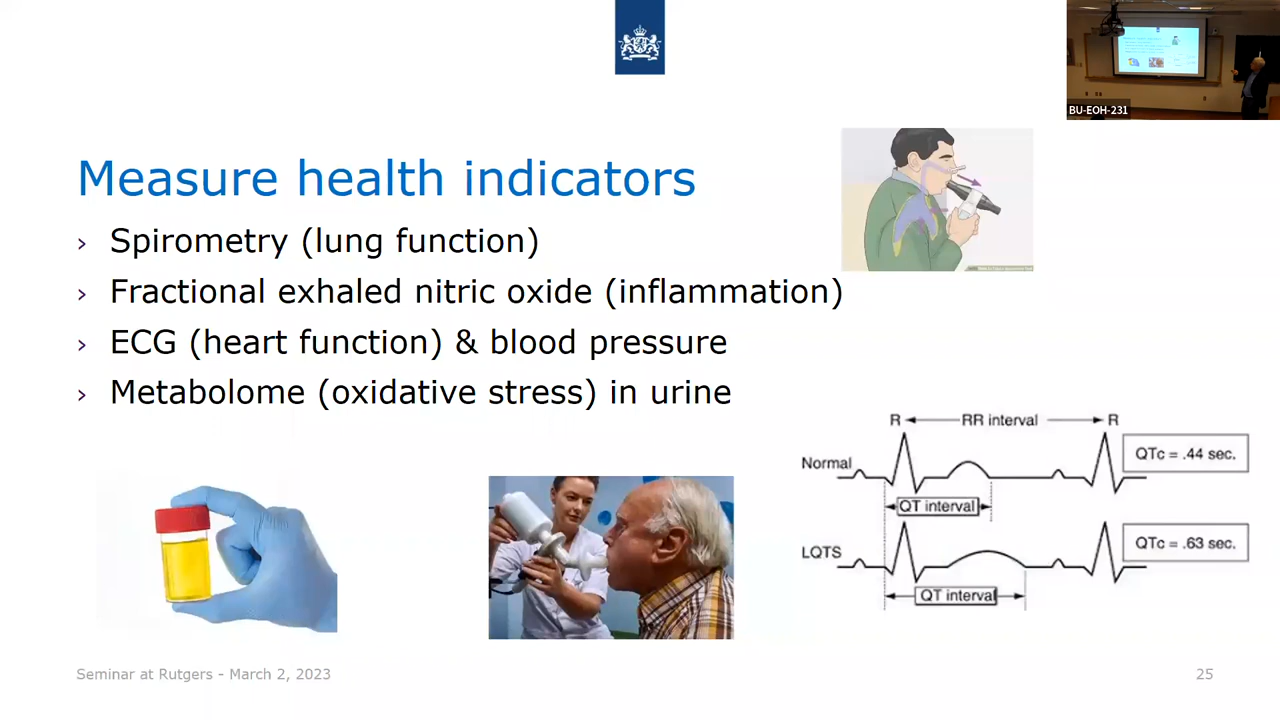 BU-EOH-231
Measure health indicators
› Spirometry (lung function)
› Fractional exhaled nitric oxide (inflammation)
› ECG (heart function) & blood pressure
› Metabolome (oxidative stress) in urine
R RR interval R
Normal
QTc = .44 sec.
QT interval
LQTS
QTc = .63 sec.
QT interval
Seminar at Rutgers - March 2, 2023
25